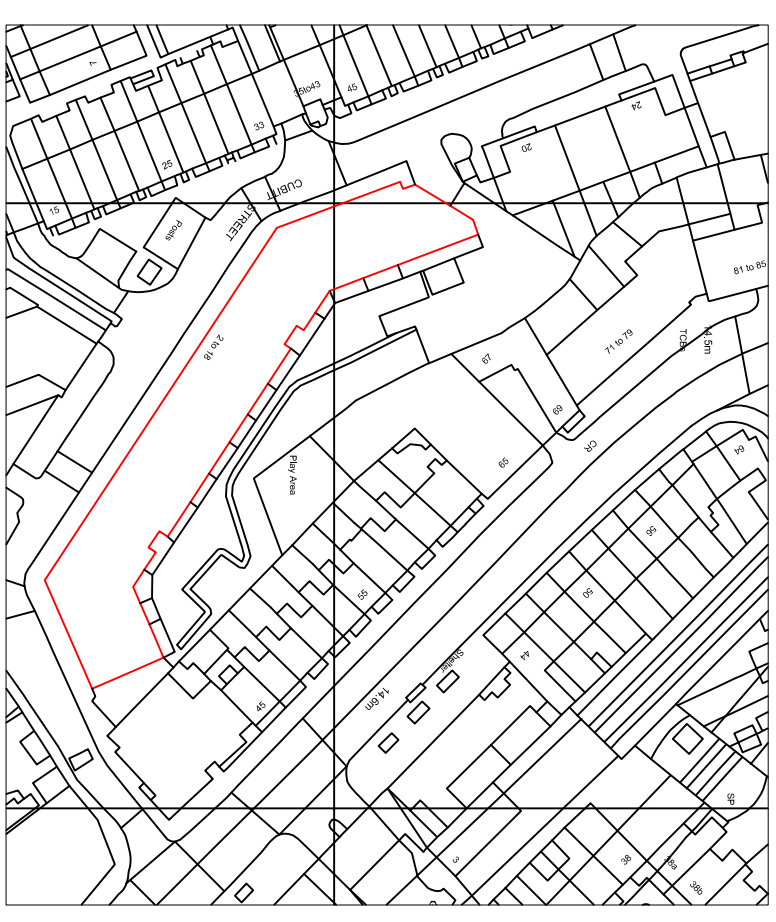 7
35to43
45
33
25
15
24
20
CUBITT
STREET
Posts
81 to 85
14.5m
TCBs
71 to 79
2 to 18
67
69
CR
65
64
Play Area
56
50
55
44
Shelter
14.6m
45
SP
3
38
38a
38b